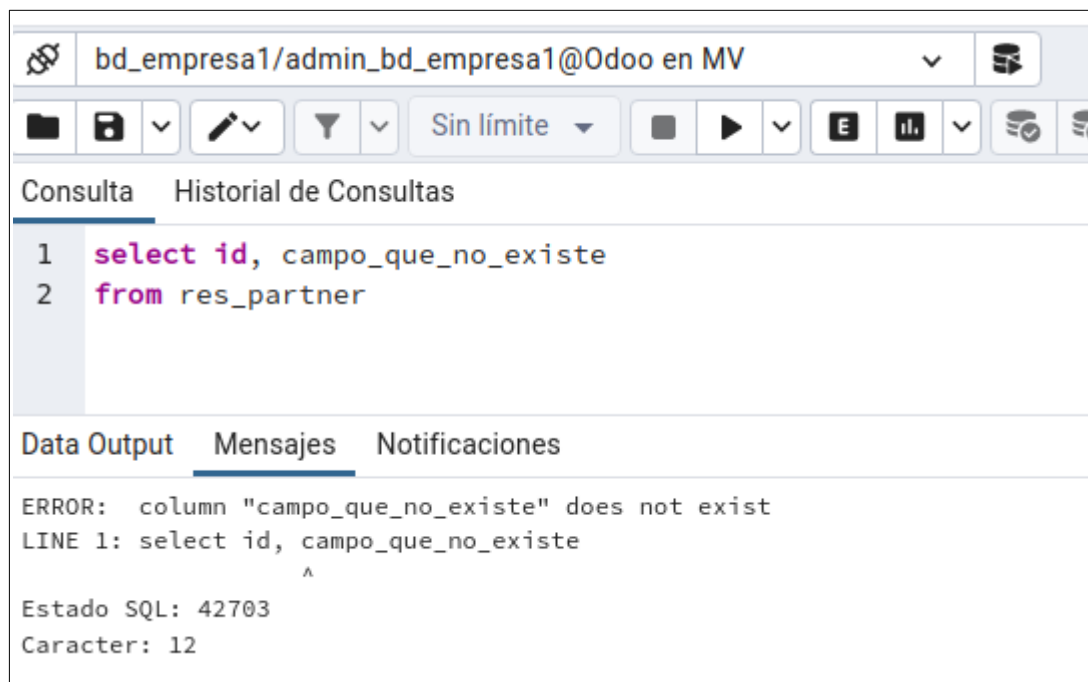 bd_empresa1/admin_bd_empresa1@Odoo en MV
Sin límite
E
Consulta Historial de Consultas
1 select id, campo_que_no_existe
2 from res_partner
Data Output Mensajes Notificaciones
ERROR:  column "campo_que_no_existe" does not exist
LINE 1: select id, campo_que_no_existe
^
Estado SQL: 42703
Caracter: 12